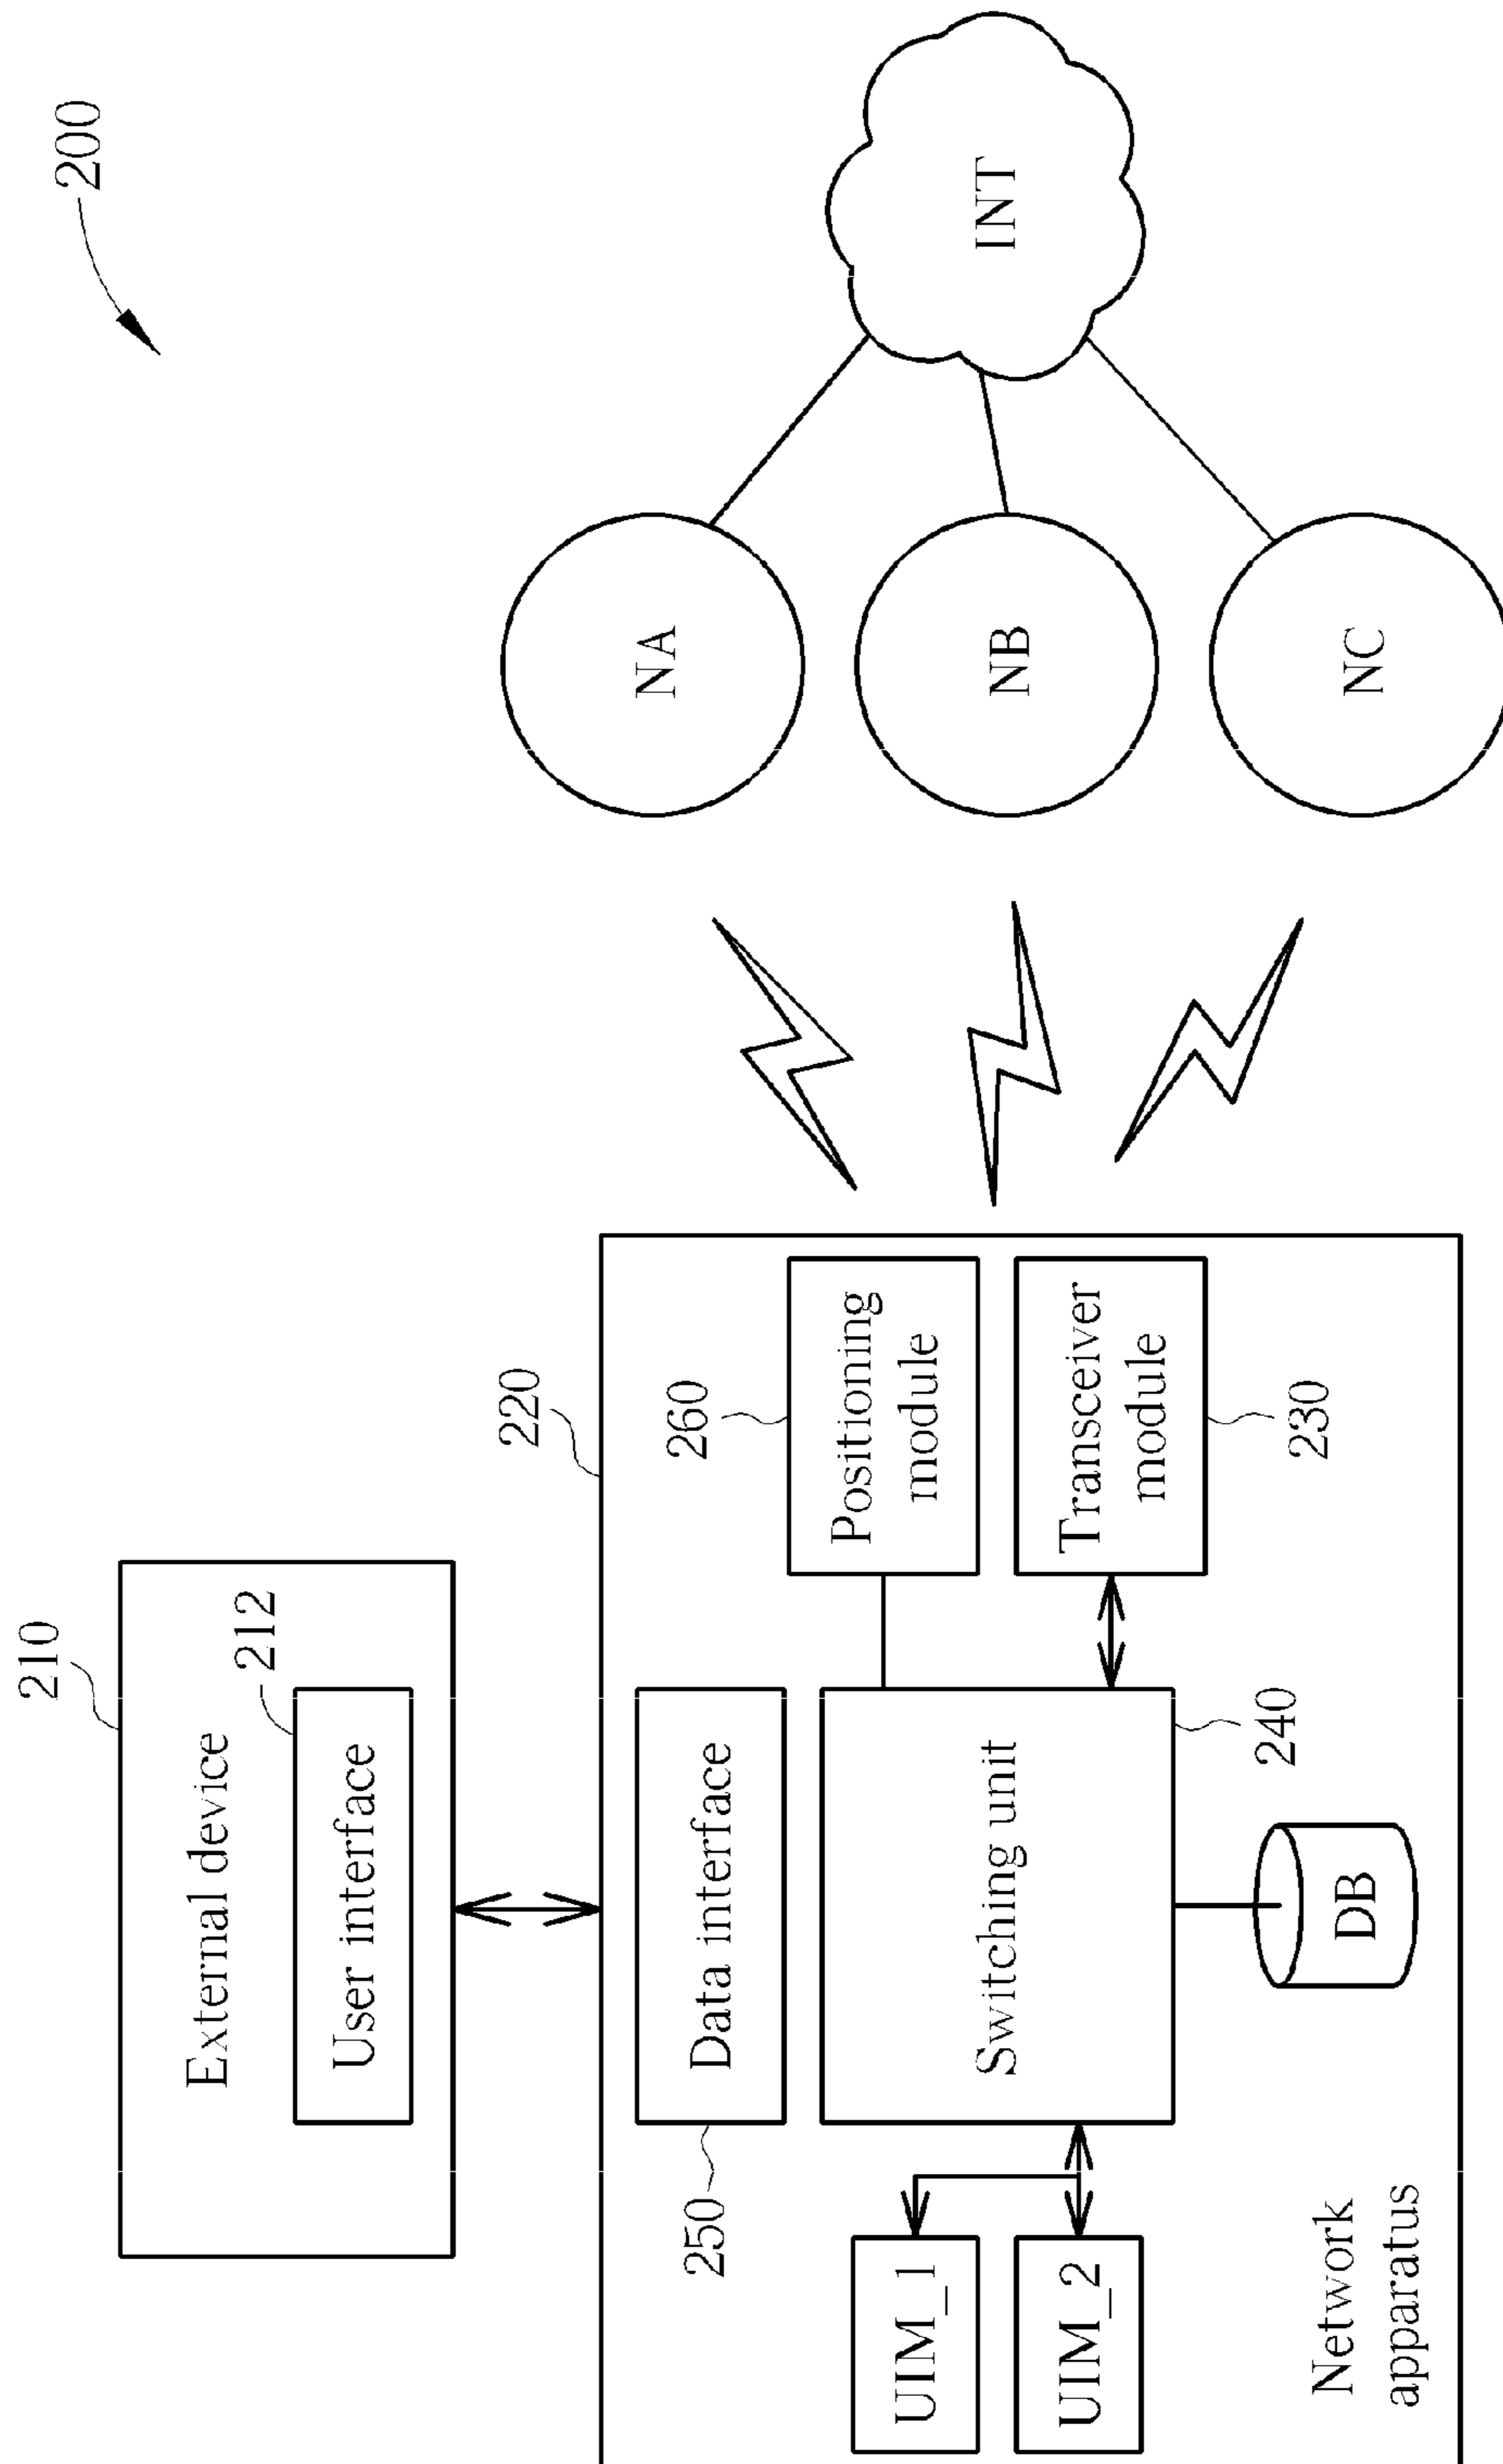 200
210
External device
212
User interface
220
250
Data interface
260
Positioning
module
Switching unit
240
Transceiver
module
230
UIM_1
UIM_2
DB
Network
apparatus
NA
NB
NC
INT